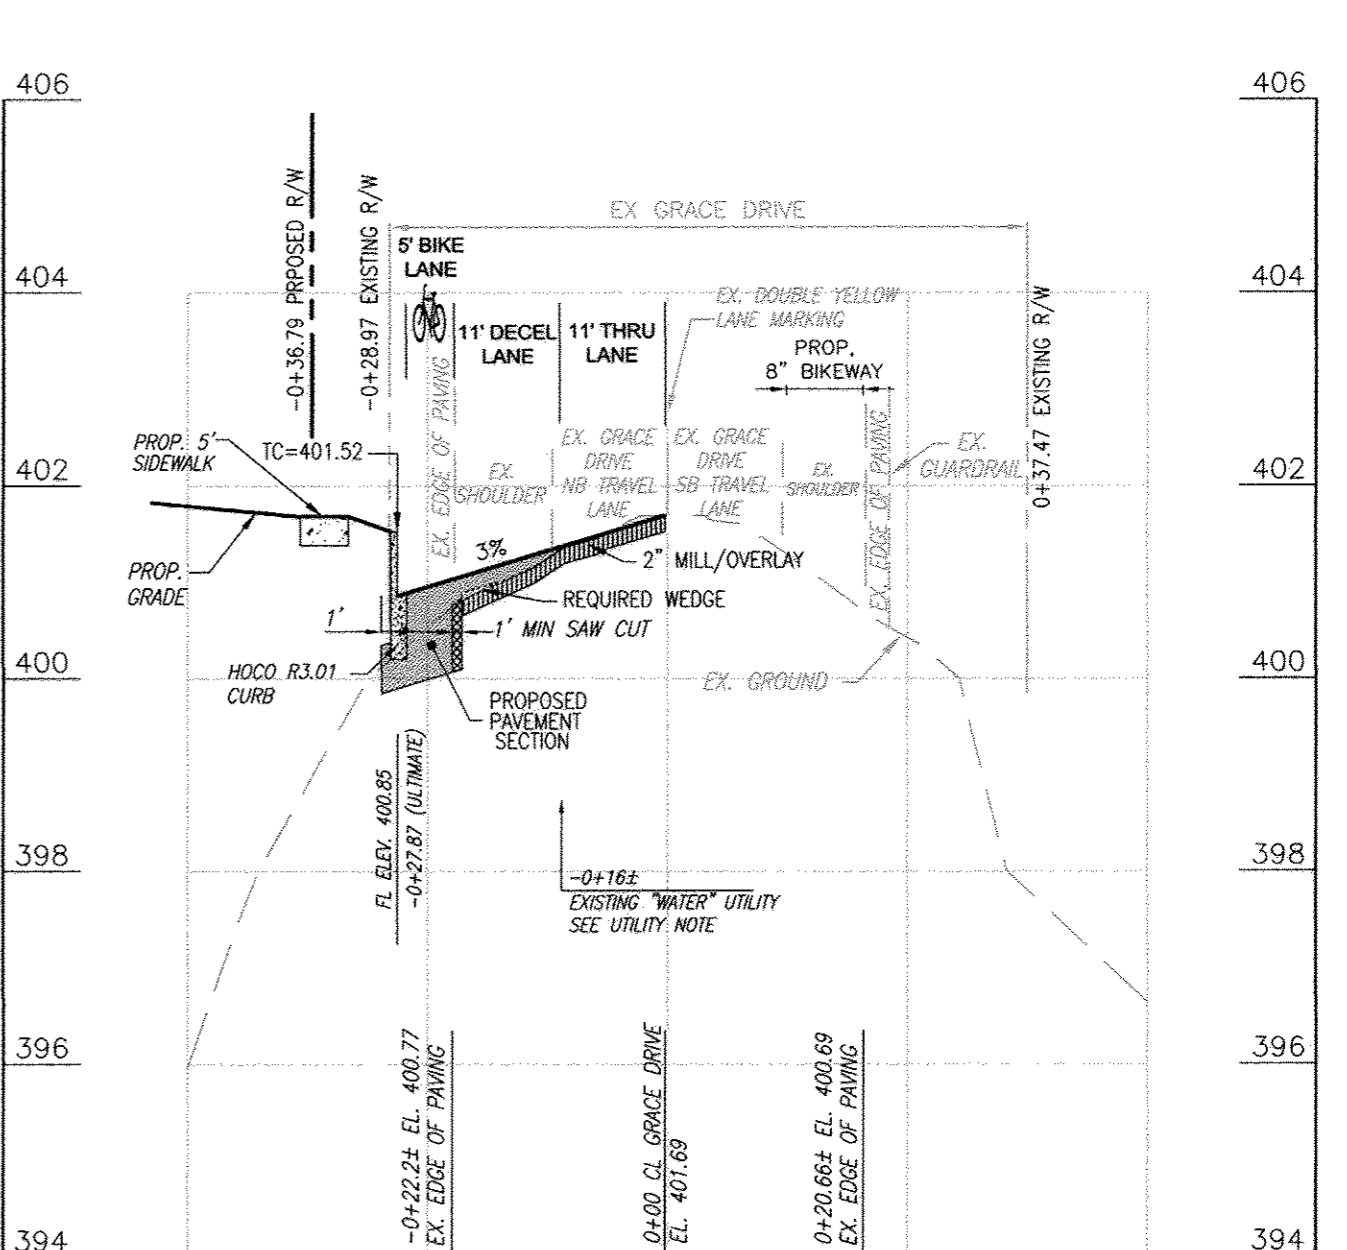 406
406
EX GRACE DRIVE
-0+36.79 PRPOSED R/W
-0+28.97 EXISTING R/W
5' BIKE
LANE
404
404
EX. DOUBLE YELLOW
LANE MARKING
11' DECEL
LANE
11' THRU
LANE
PROP.
8" BIKEWAY
0+37.47 EXISTING R/W
PROP. 5'
SIDEWALK
TC=401.52
EX. EDGE OF PAVING
EX.
SHOULDER
EX. GRACE
DRIVE
NB TRAVEL
LANE
EX. GRACE
DRIVE
SB TRAVEL
LANE
EX.
SHOULDER
EX. EDGE OF PAVING
EX.
GUARDRAIL
402
402
3%
2" MILL/OVERLAY
PROP.
GRADE
REQUIRED WEDGE
1'
1' MIN SAW CUT
HOCO R3.01
CURB
EX. GROUND
400
400
PROPOSED
PAVEMENT
SECTION
FL ELEV. 400.85
-0+27.87 (ULTIMATE)
398
398
-0+16±
EXISTING "WATER" UTILITY
SEE UTILITY NOTE
396
396
-0+22.2± EL. 400.77
EX. EDGE OF PAVING
0+00 CL GRACE DRIVE
EL. 401.69
0+20.66± EL. 400.69
EX. EDGE OF PAVING
394
394